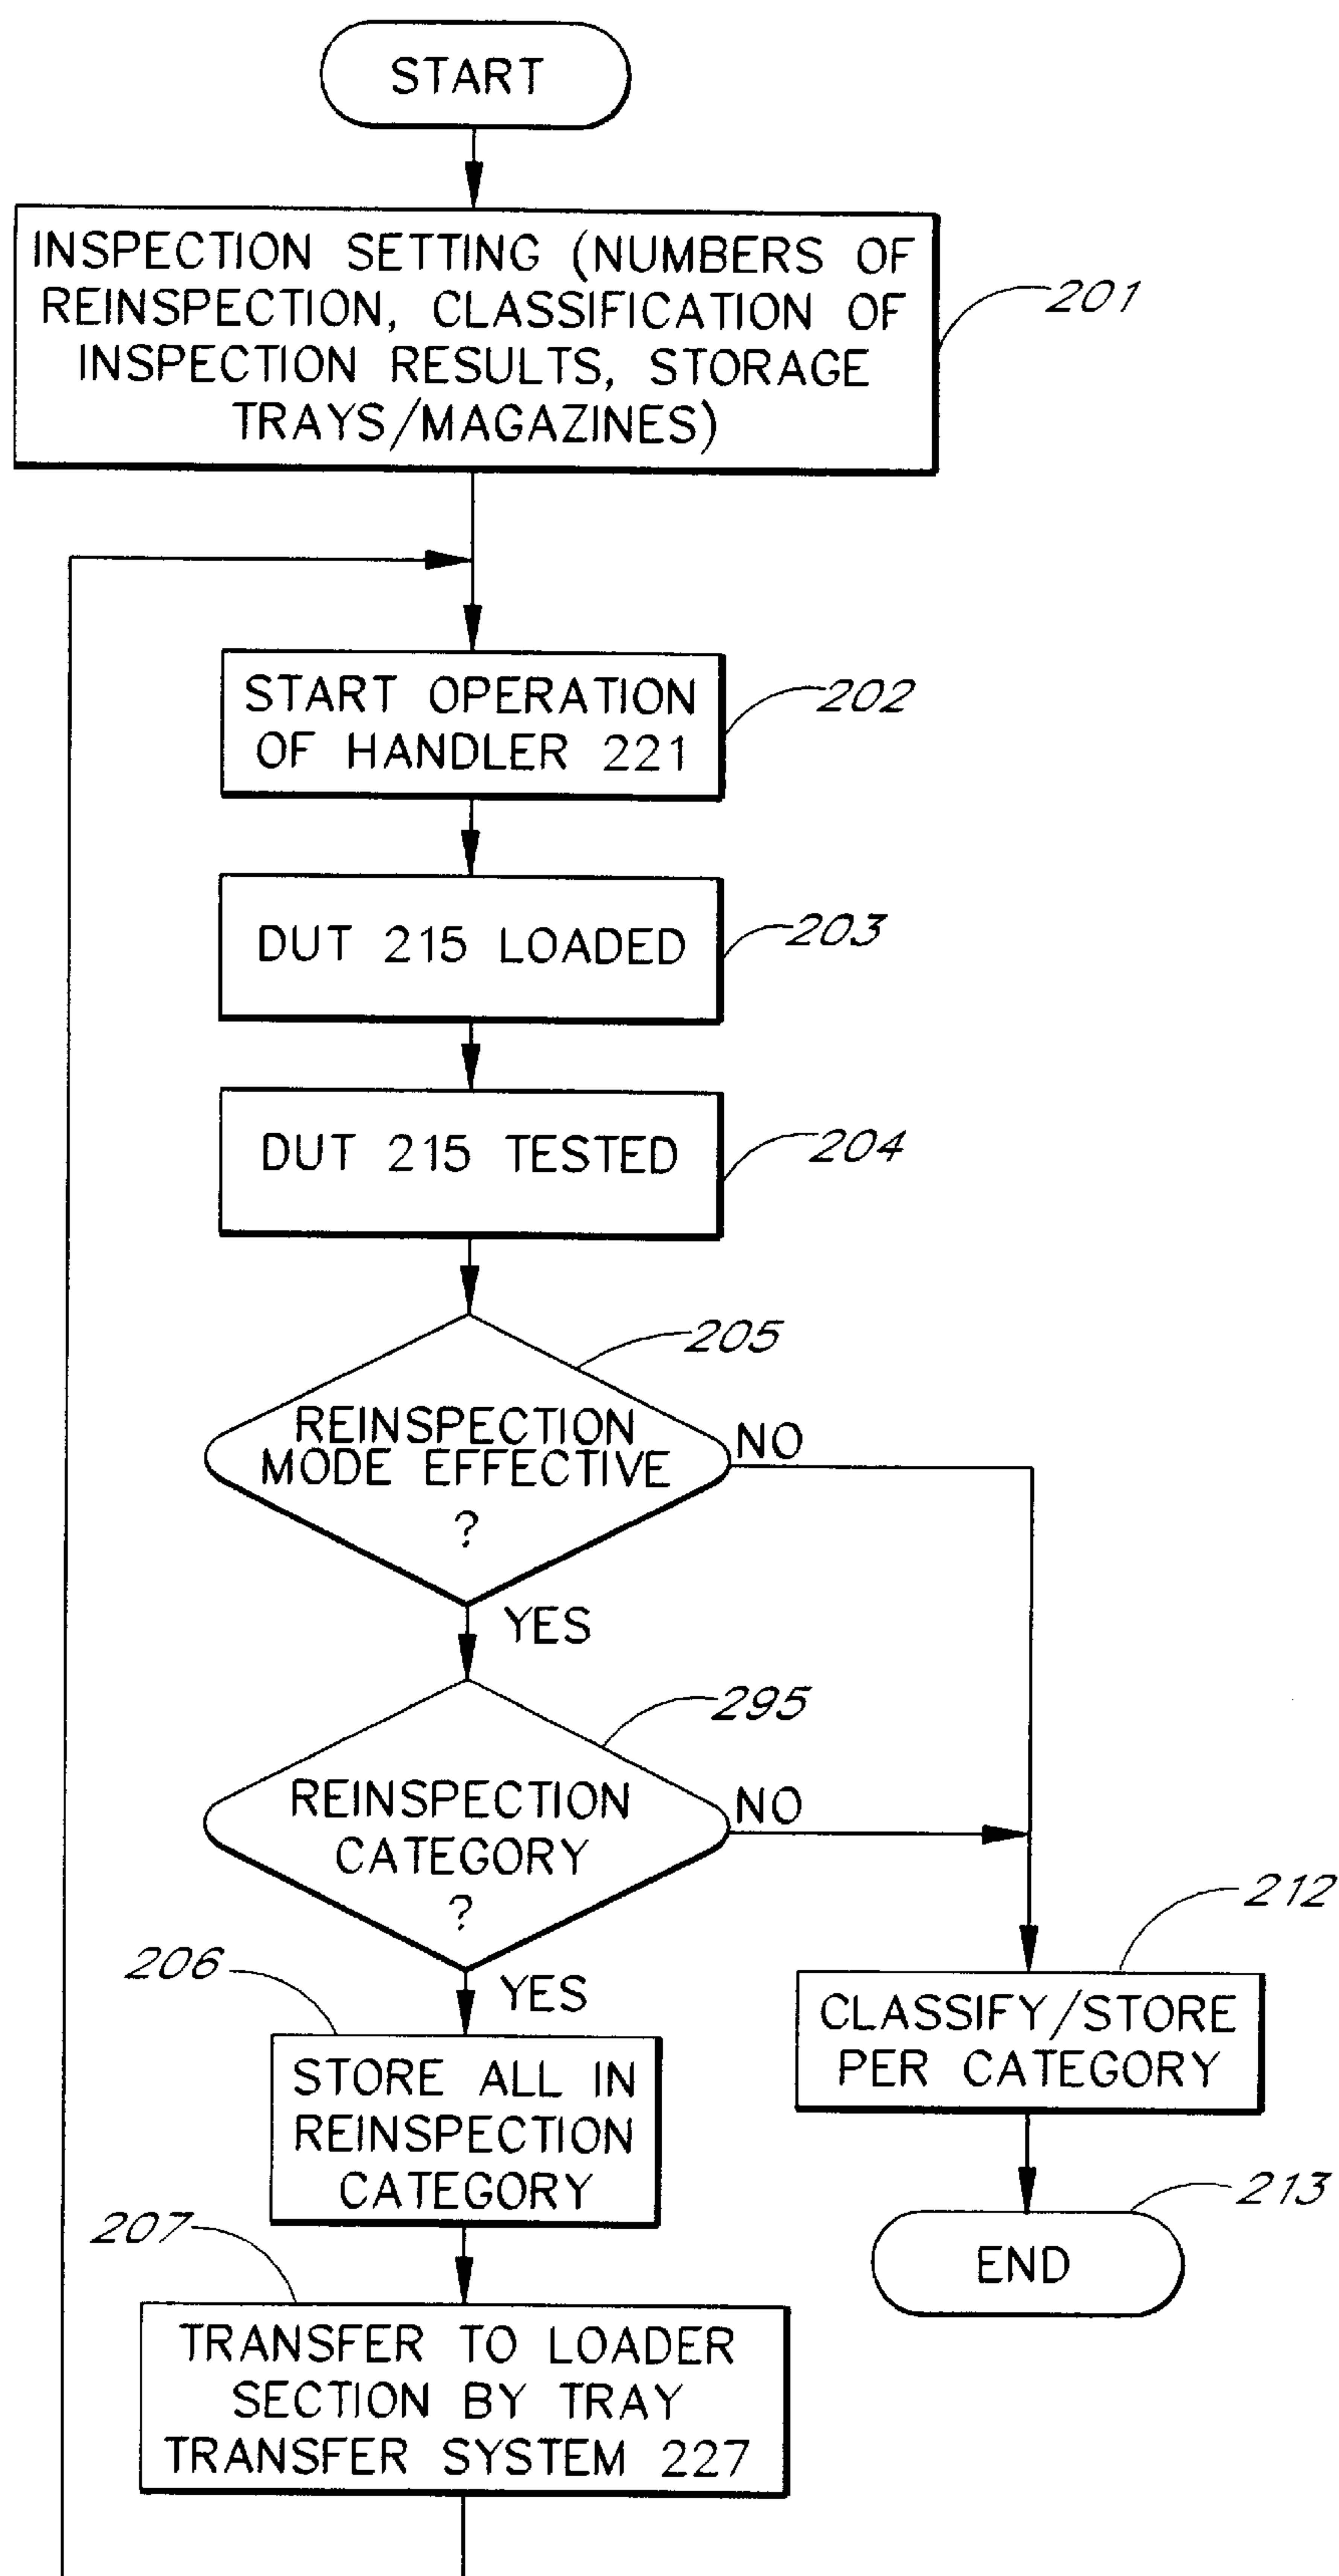 START
INSPECTION SETTING (NUMBERS OF
REINSPECTION, CLASSIFICATION OF
INSPECTION RESULTS, STORAGE
TRAYS/MAGAZINES)
201
START OPERATION
OF HANDLER 221
202
DUT 215 LOADED
203
DUT 215 TESTED
204
205
REINSPECTION
MODE EFFECTIVE
?
NO
YES
295
REINSPECTION
CATEGORY
?
NO
YES
206
STORE ALL IN
REINSPECTION
CATEGORY
212
CLASSIFY/STORE
PER CATEGORY
207
TRANSFER TO LOADER
SECTION BY TRAY
TRANSFER SYSTEM 227
213
END